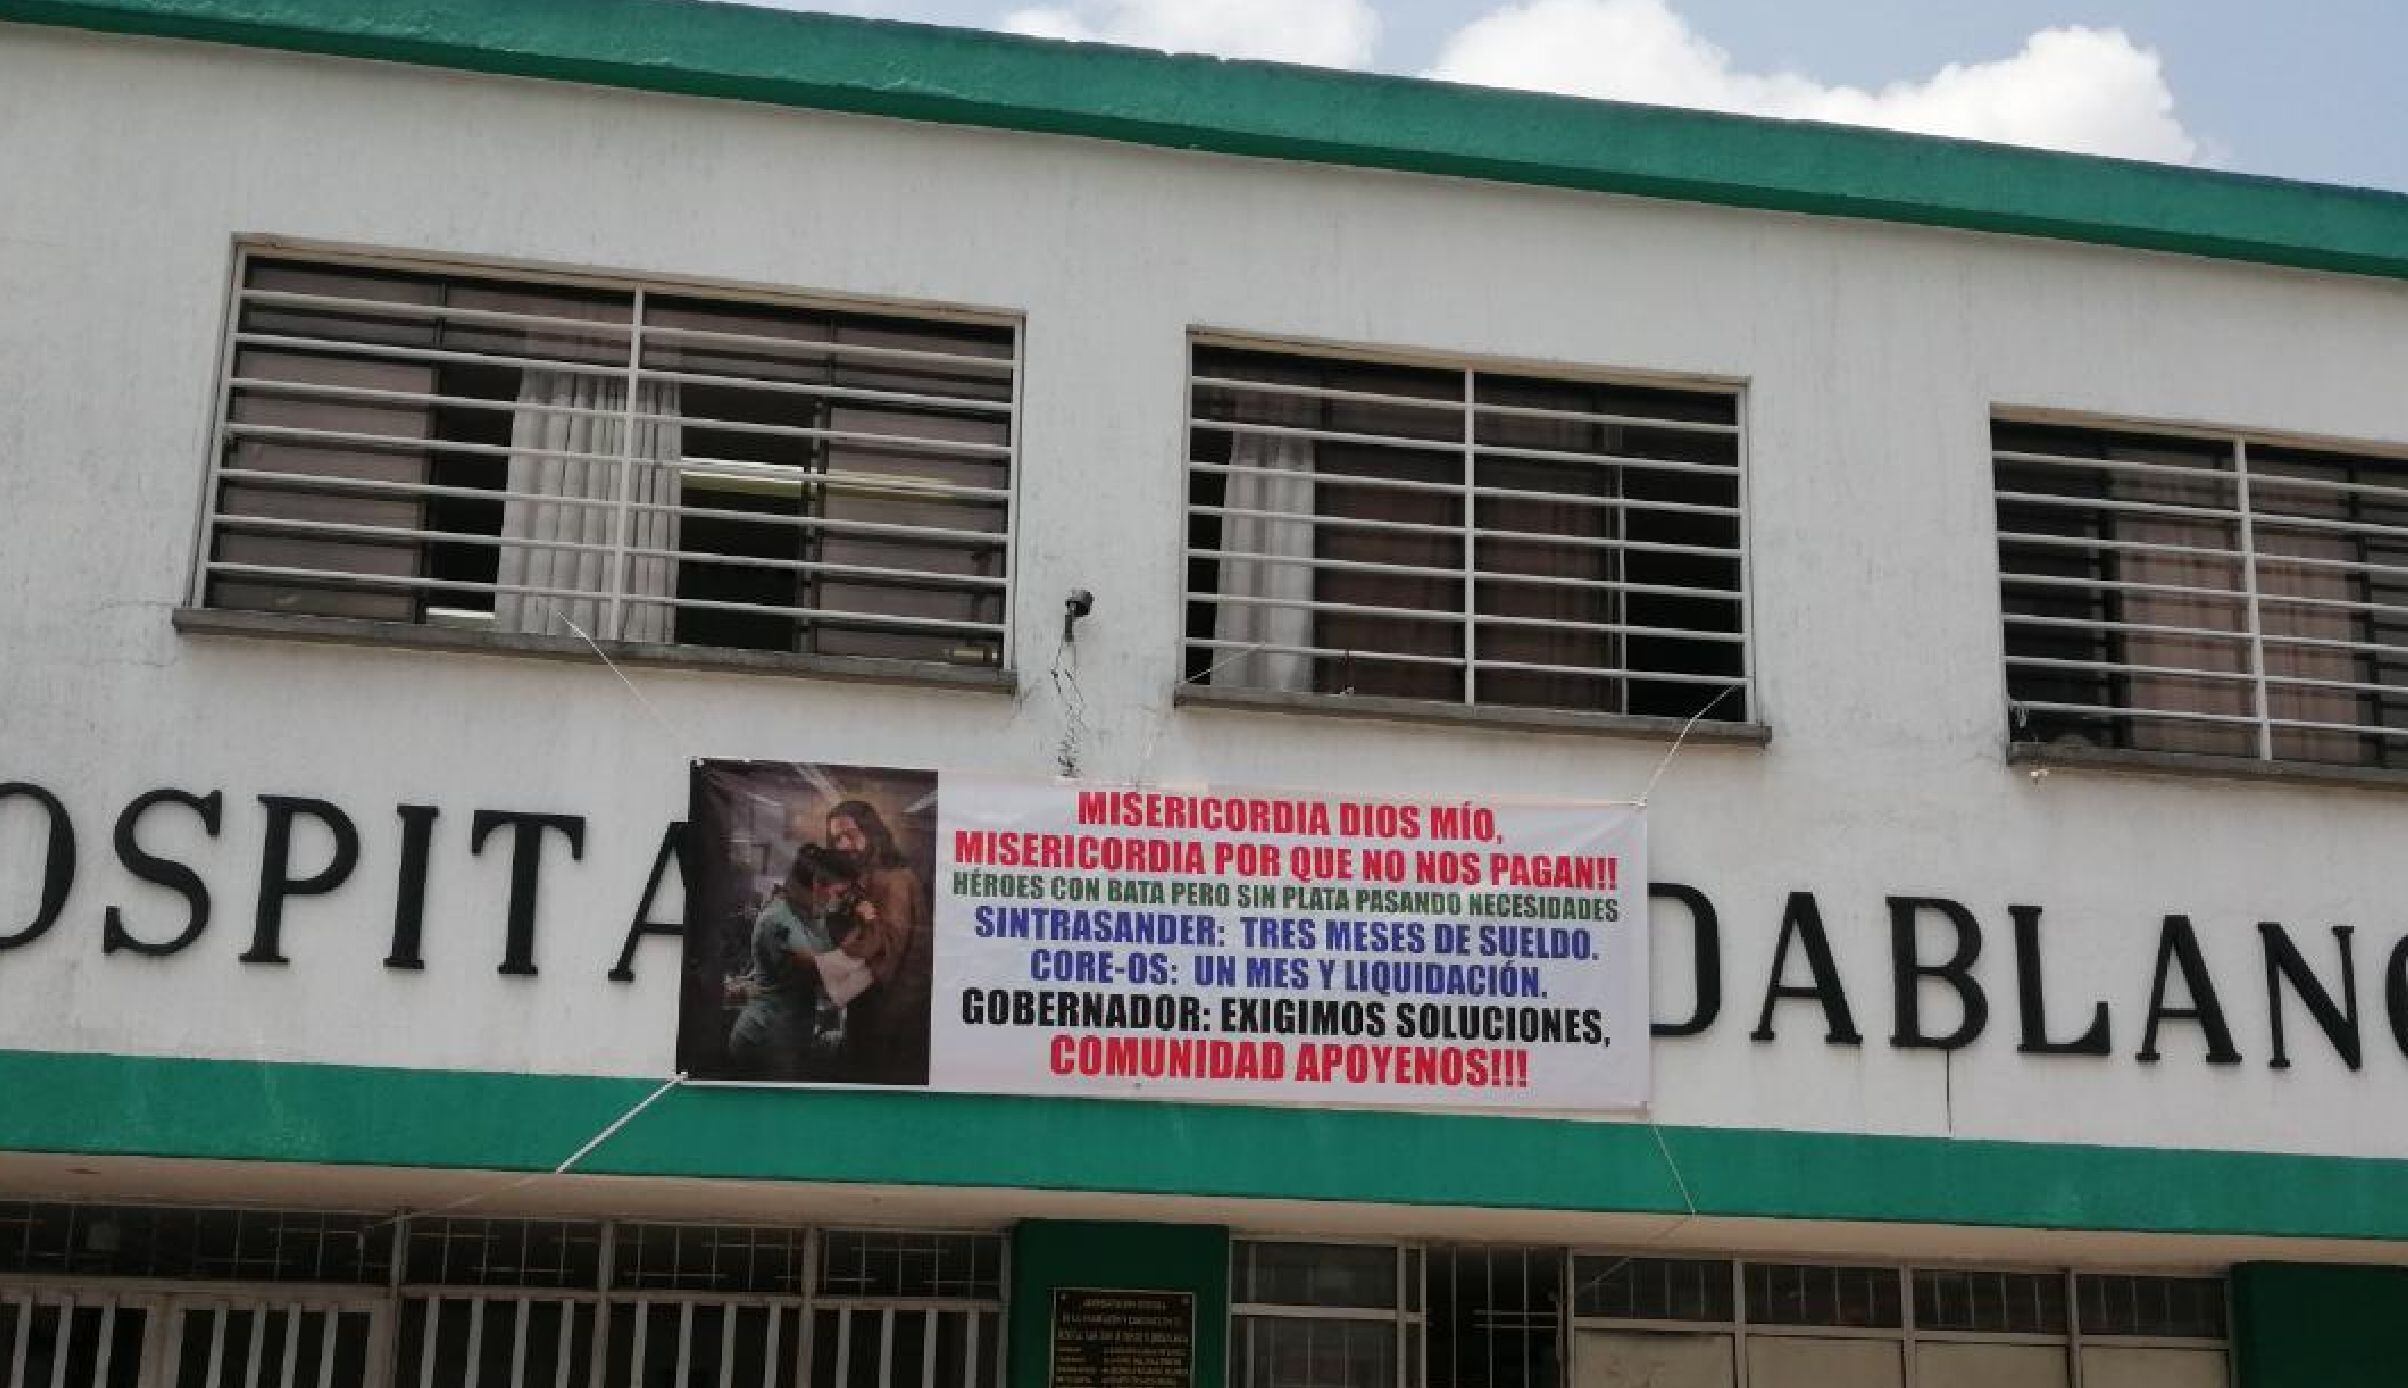 OSPITA
DABLANC
MISERICORDIA DIOS MÍO,
MISERICORDIA POR QUE NO NOS PAGAN!!
HÉROES CON BATA PERO SIN PLATA PASANDO NECESIDADES
SINTRASANDER: TRES MESES DE SUELDO.
CORE-OS: UN MES Y LIQUIDACIÓN.
GOBERNADOR: EXIGIMOS SOLUCIONES,
COMUNIDAD APOYENOS!!!